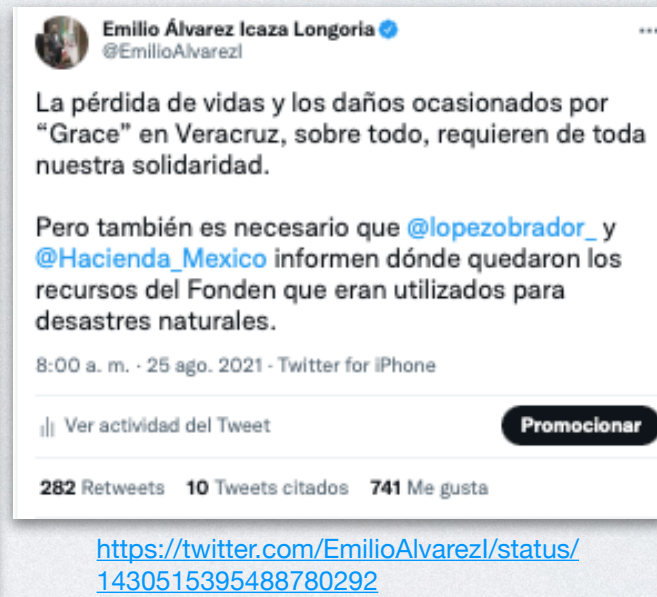 Emilio Álvarez Icaza Longoria
@EmilioAlvarezI
La pérdida de vidas y los daños ocasionados por
“Grace” en Veracruz, sobre todo, requieren de toda
nuestra solidaridad.
Pero también es necesario que @lopezobrador_ y
@Hacienda_Mexico informen dónde quedaron los
recursos del Fonden que eran utilizados para
desastres naturales.
8:00 a. m. · 25 ago. 2021 · Twitter for iPhone
Ver actividad del Tweet
Promocionar
282 Retweets 10 Tweets citados 741 Me gusta
https://twitter.com/EmilioAlvarezI/status/
1430515395488780292